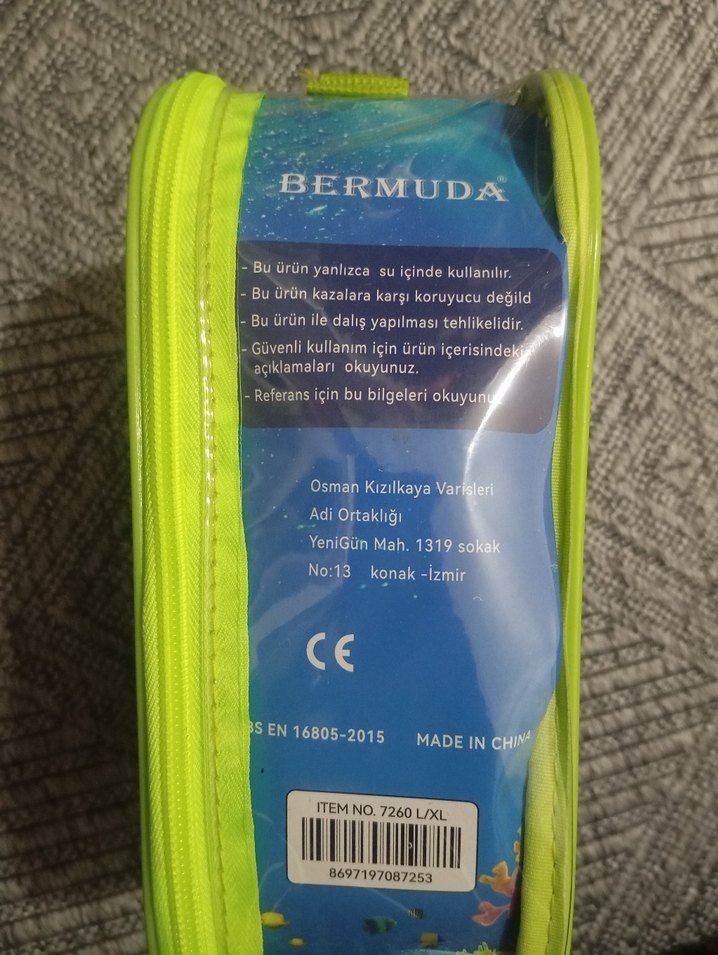 BERMUDA®
- Bu ürün yanlızca su içinde kullanılır.
- Bu ürün kazalara karşı koruyucu değild
- Bu ürün ile dalış yapılması tehlikelidir.
- Güvenli kullanım için ürün içerisindeki
açıklamaları okuyunuz.
- Referans için bu bilgeleri okuyunuz
Osman Kızılkaya Varisleri
Adi Ortaklığı
YeniGün Mah. 1319 sokak
No:13 konak -İzmir
CE
BS EN 16805-2015 MADE IN CHINA
ITEM NO. 7260 L/XL
8697197087253